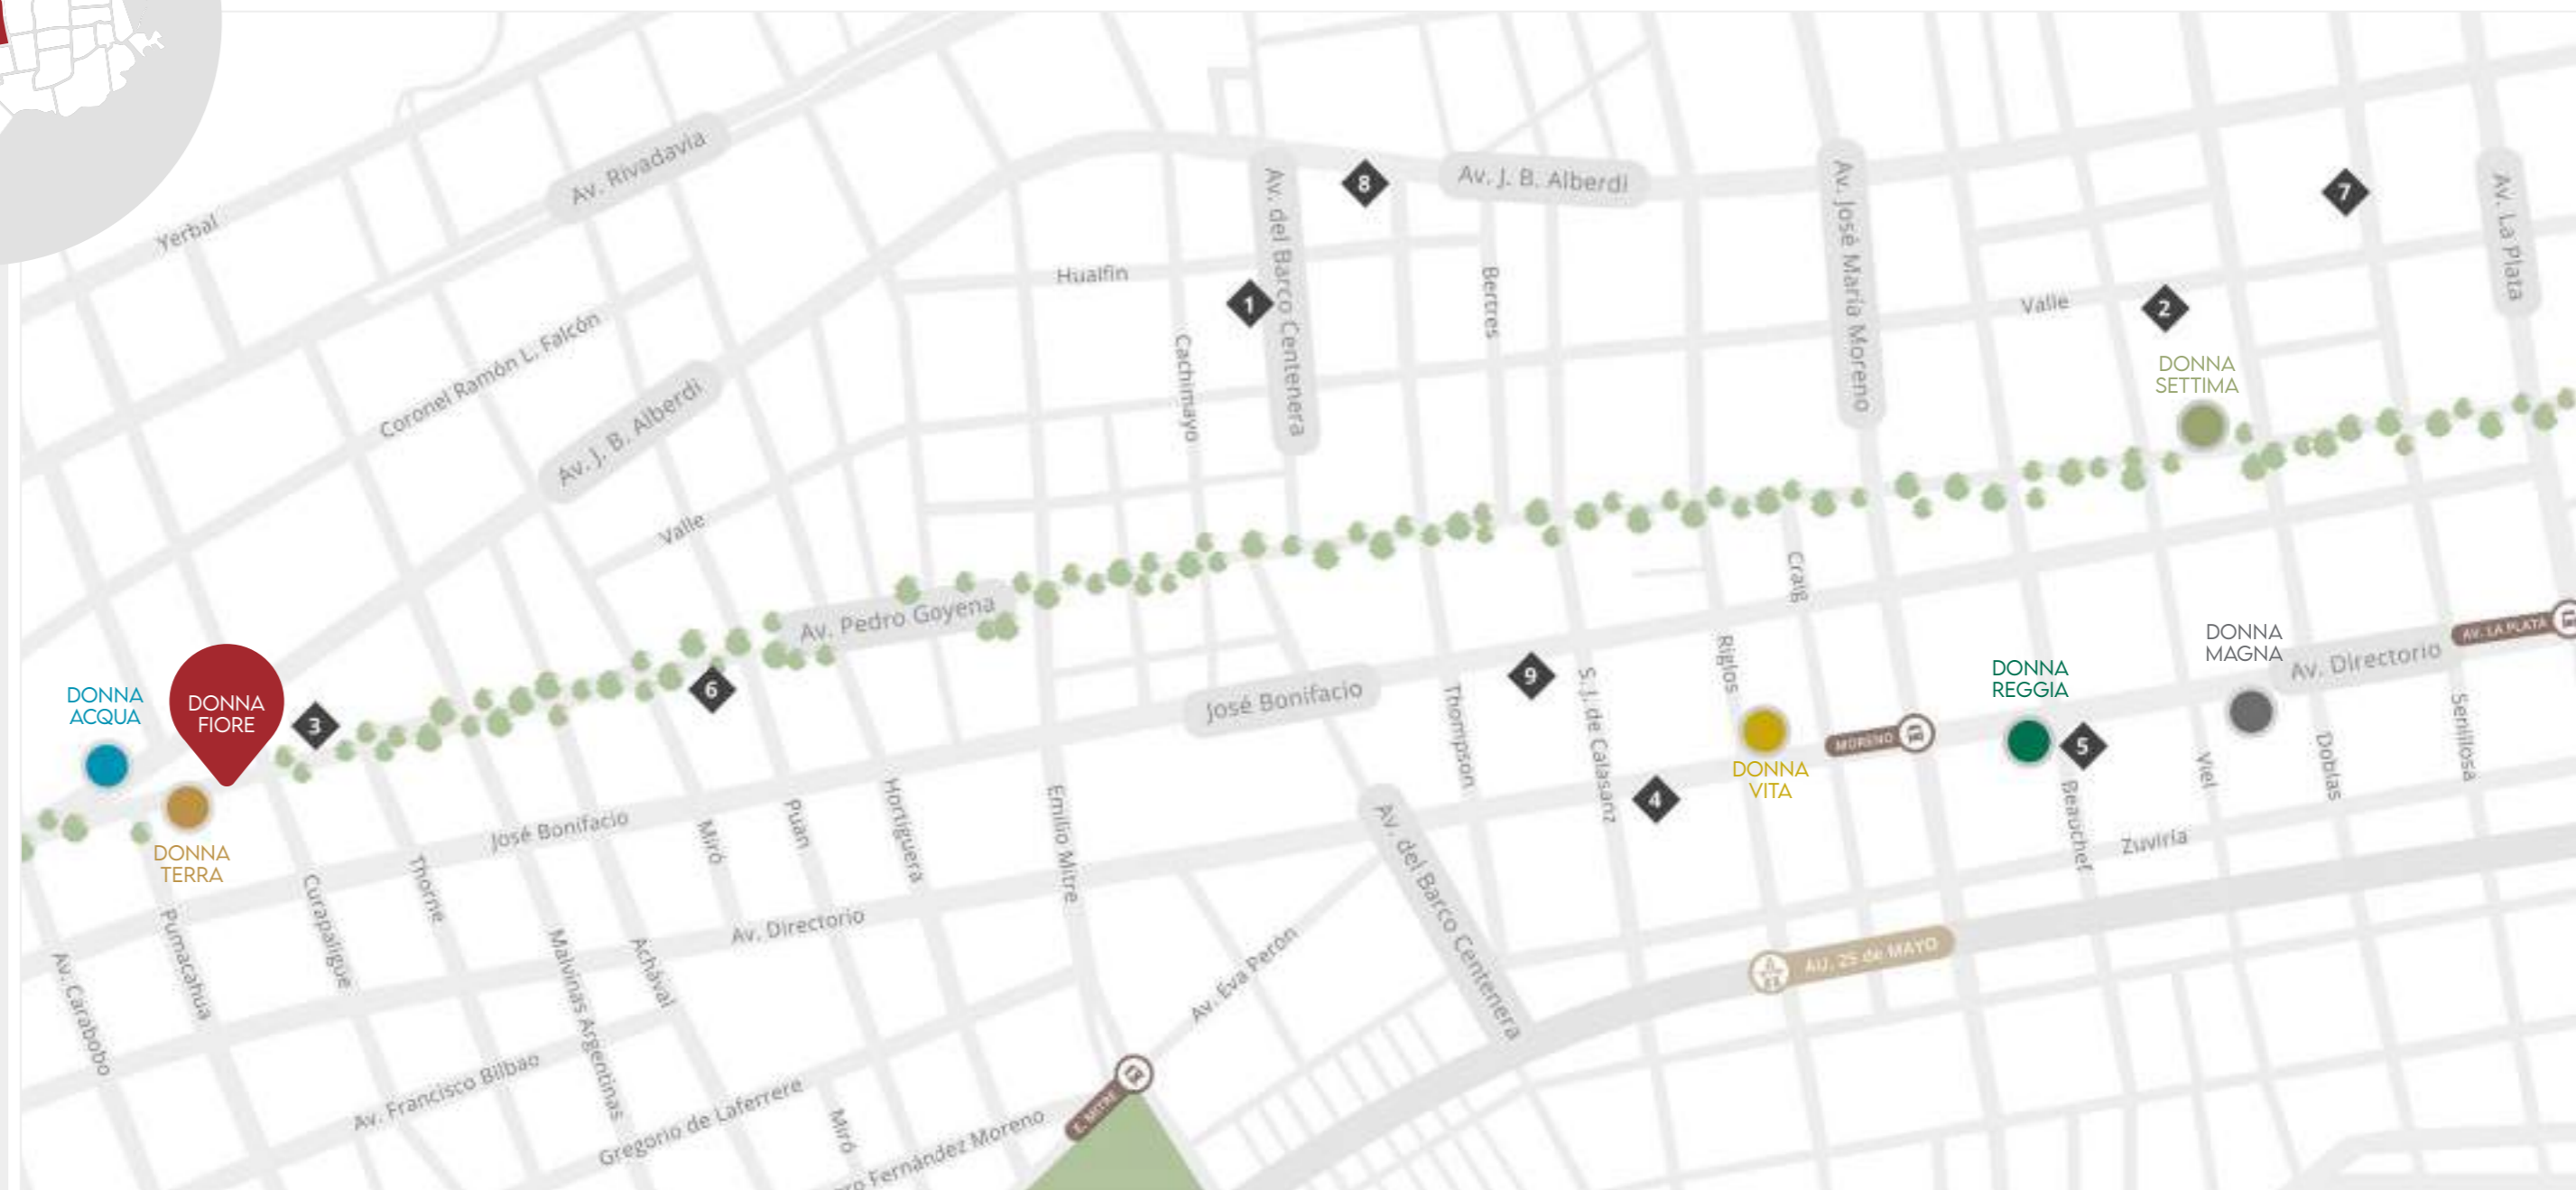 Yerbal
Av. Rivadavia
Coronel Ramón L. Falcón
Av. J. B. Alberdi
Valle
Hualfin
Cachimayo
1
Av. del Barco Centenera
8
Av. J. B. Alberdi
Bertres
Av. José María Moreno
Valle
2
7
Av. La Plata
DONNA
SETTIMA
DONNA
ACQUA
DONNA
FIORE
3
DONNA
TERRA
6
Av. Pedro Goyena
José Bonifacio
José Bonifacio
Thompson
9
S. J. de Calasanz
4
Craig
Riglos
DONNA
VITA
MORENO
DONNA
REGGIA
5
Beauchef
DONNA
MAGNA
Av. Directorio
AV. LA PLATA
Viel
Doblas
Senillosa
Zuviría
Av. Carabobo
Pumacahua
Curapaligue
Thorne
Malvinas Argentinas
Achával
Miró
Puan
Hortiguera
Emilio Mitre
Av. Directorio
Av. Francisco Bilbao
Gregorio de Laferrere
Miró
Fernández Moreno
E. MITRE
Av. Eva Perón
Av. del Barco Centenera
AU. 25 de MAYO